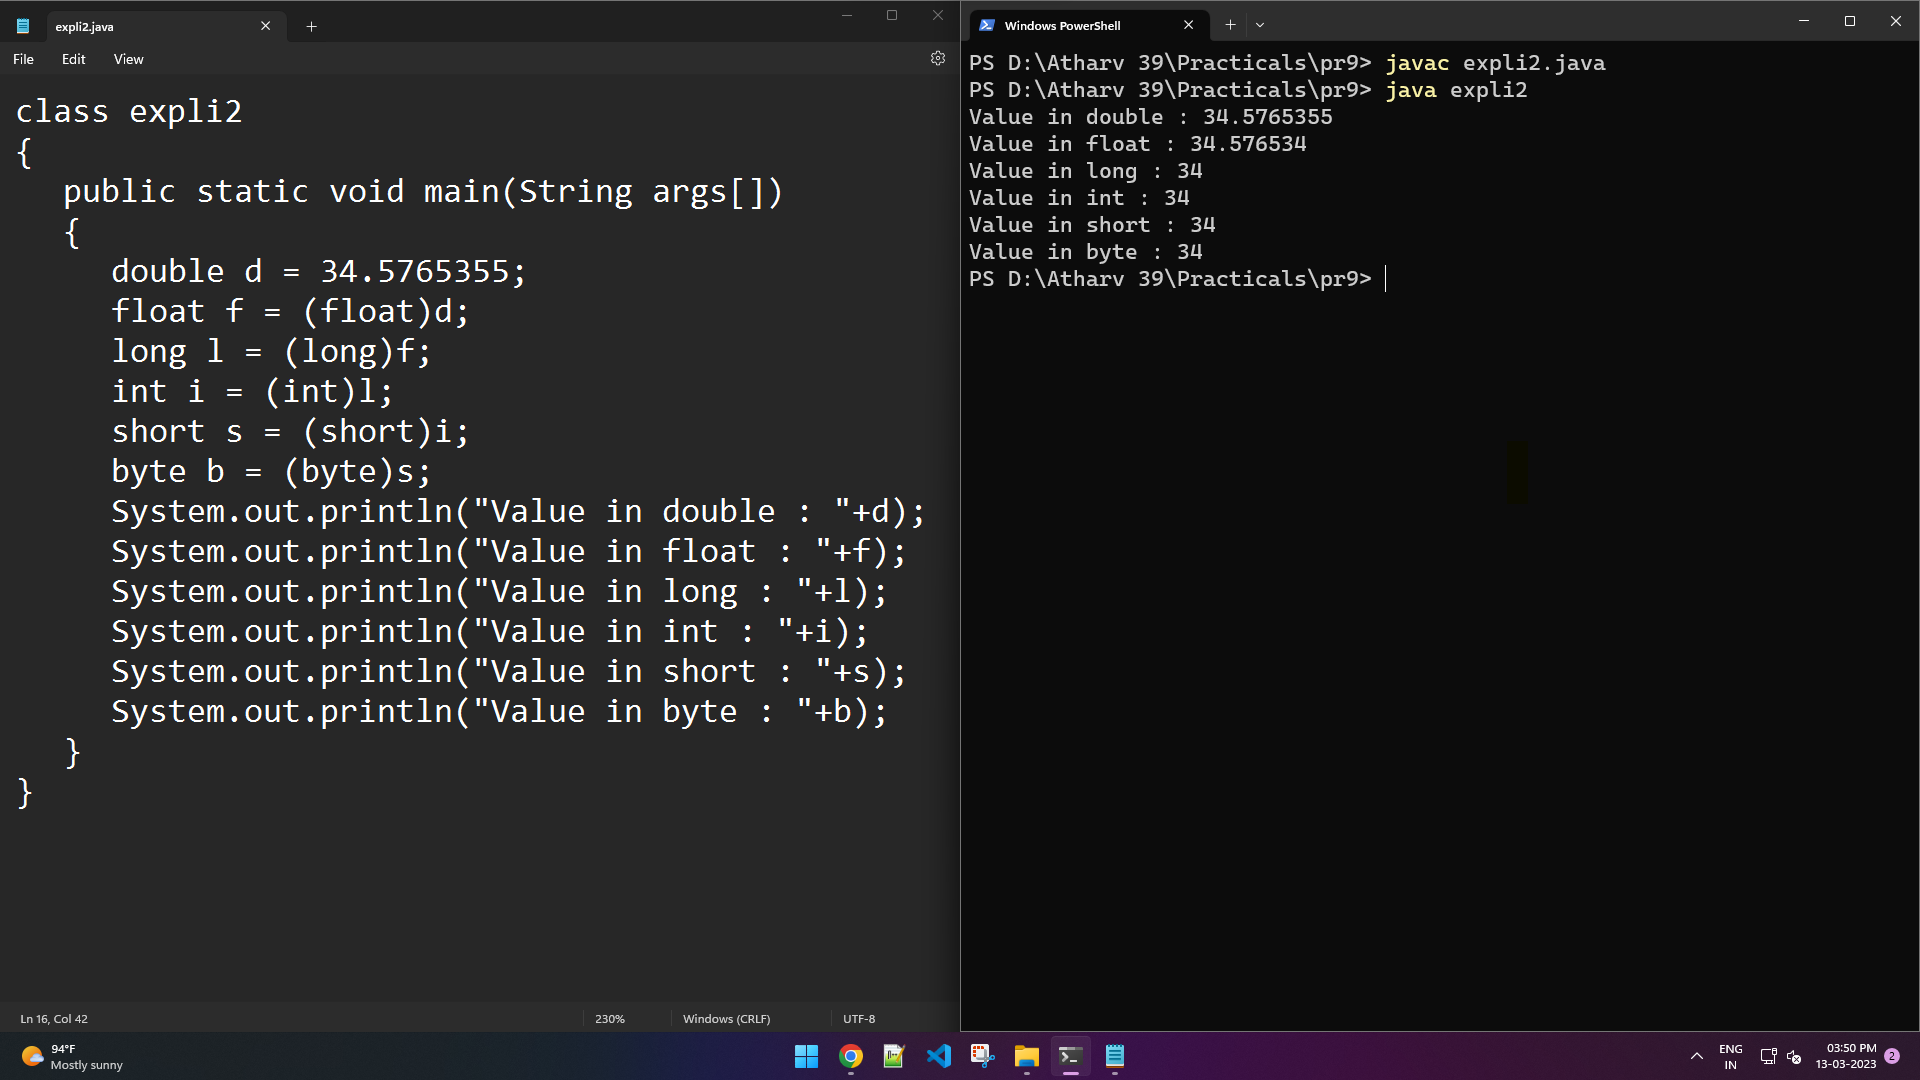 expli2.java
File Edit View
class expli2
{
public static void main(String args[])
{
double d = 34.5765355;
float f = (float)d;
long l = (long)f;
int i = (int)l;
short s = (short)i;
byte b = (byte)s;
System.out.println("Value in double : "+d);
System.out.println("Value in float : "+f);
System.out.println("Value in long : "+l);
System.out.println("Value in int : "+i);
System.out.println("Value in short : "+s);
System.out.println("Value in byte : "+b);
}
}
Ln 16, Col 42 230% Windows (CRLF) UTF-8
Windows PowerShell
PS D:\Atharv 39\Practicals\pr9> javac expli2.java
PS D:\Atharv 39\Practicals\pr9> java expli2
Value in double : 34.5765355
Value in float : 34.576534
Value in long : 34
Value in int : 34
Value in short : 34
Value in byte : 34
PS D:\Atharv 39\Practicals\pr9>
94°F
Mostly sunny
ENG
IN
03:50 PM
13-03-2023
2